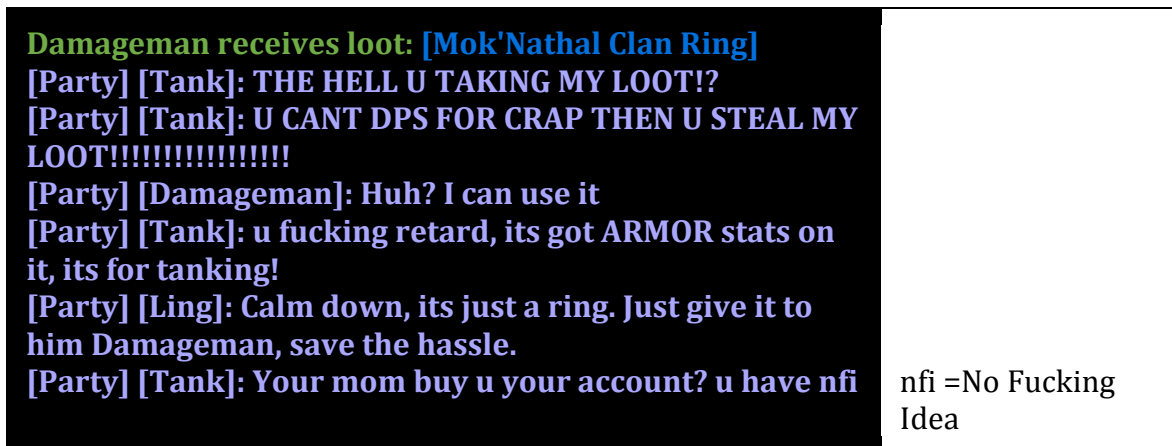 Damageman receives loot: [Mok'Nathal Clan Ring]
[Party] [Tank]: THE HELL U TAKING MY LOOT!?
[Party] [Tank]: U CANT DPS FOR CRAP THEN U STEAL MY
LOOT!!!!!!!!!!!!!!!!!
[Party] [Damageman]: Huh? I can use it
[Party] [Tank]: u fucking retard, its got ARMOR stats on
it, its for tanking!
[Party] [Ling]: Calm down, its just a ring. Just give it to
him Damageman, save the hassle.
[Party] [Tank]: Your mom buy u your account? u have nfi
nfi =No Fucking
Idea